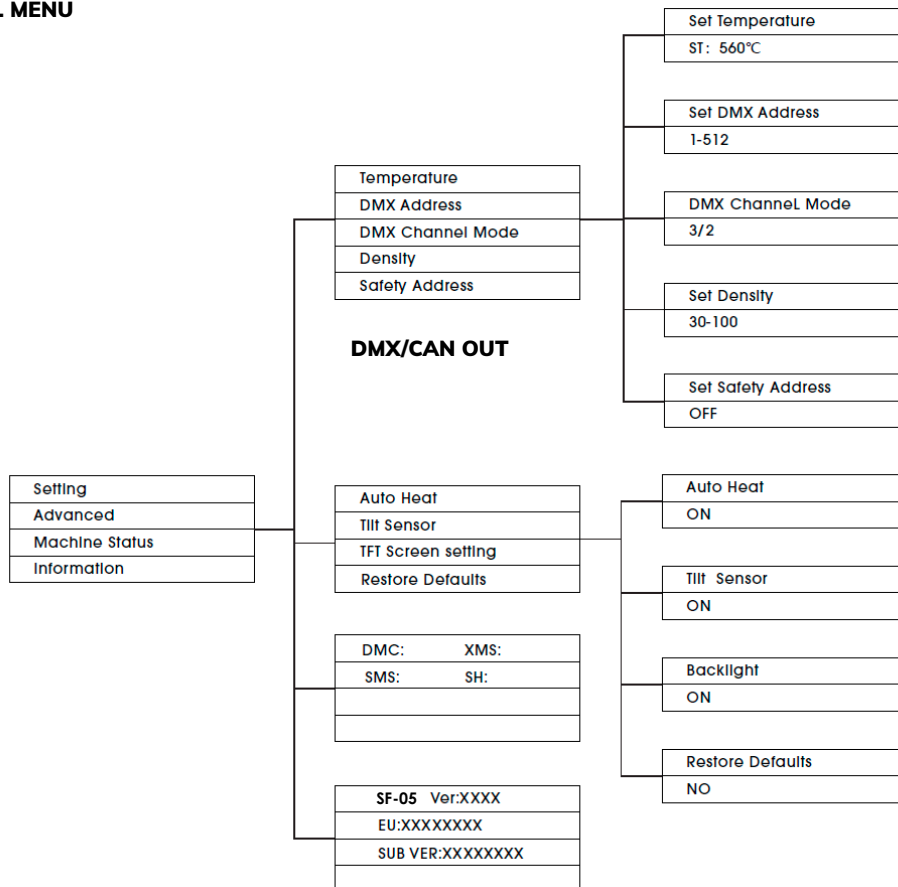 L MENU
Set Temperature
ST: 560℃
Set DMX Address
1-512
Temperature
DMX Address
DMX Channel Mode
Density
Safety Address
DMX ChanneL Mode
3/2
Set Density
30-100
DMX/CAN OUT
Set Safety Address
OFF
Setting
Advanced
Machine Status
Information
Auto Heat
Tilt Sensor
TFT Screen setting
Restore Defaults
Auto Heat
ON
Tilt Sensor
ON
DMC: XMS:
SMS: SH:
Backlight
ON
Restore Defaults
NO
SF-05 Ver:XXXX
EU:XXXXXXXX
SUB VER:XXXXXXXX